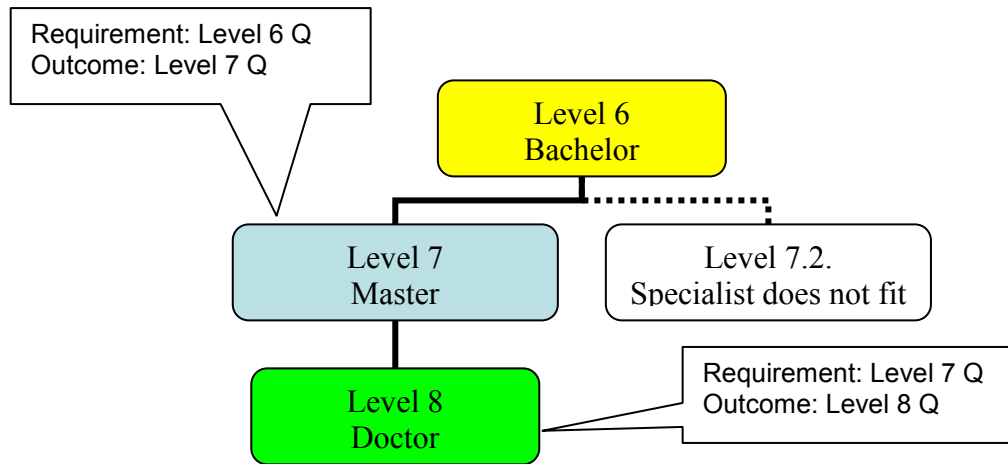 Requirement: Level 6 Q
Outcome: Level 7 Q
Level 6
Bachelor
Level 7
Master
Level 7.2.
Specialist does not fit
Level 8
Doctor
Requirement: Level 7 Q
Outcome: Level 8 Q